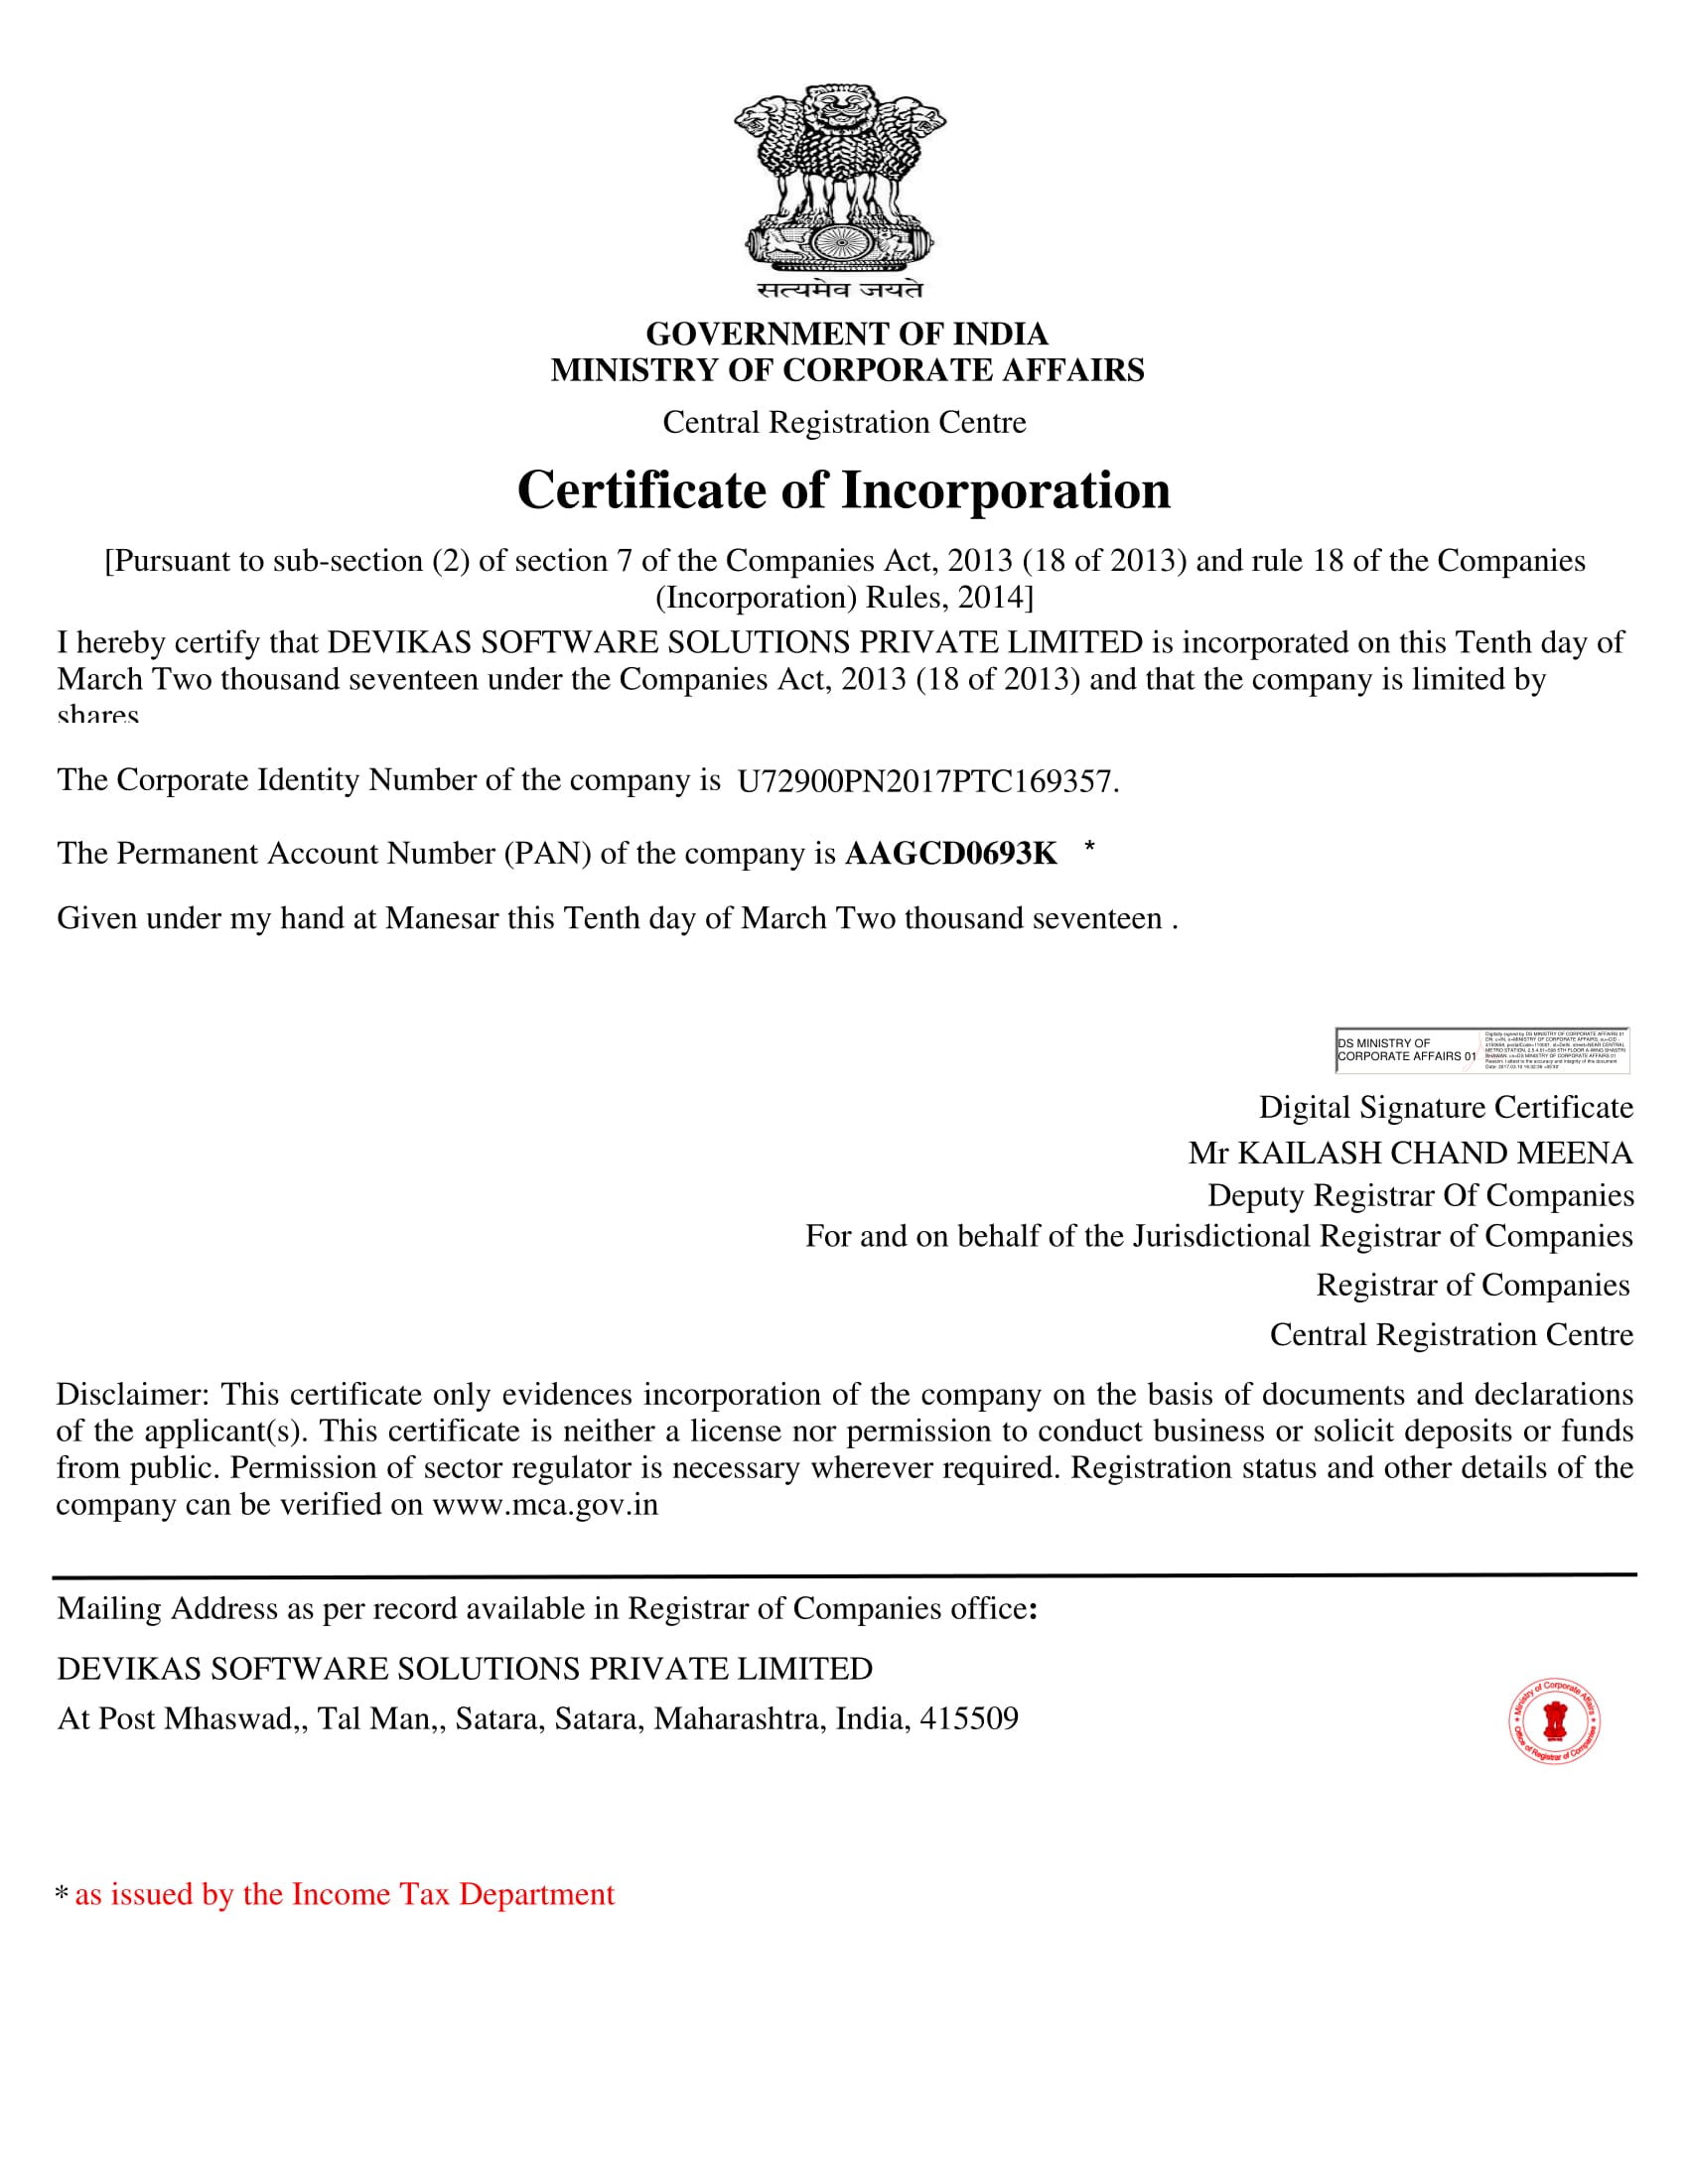 सत्यमेव जयते
GOVERNMENT OF INDIA
MINISTRY OF CORPORATE AFFAIRS
Central Registration Centre
Certificate of Incorporation
[Pursuant to sub-section (2) of section 7 of the Companies Act, 2013 (18 of 2013) and rule 18 of the Companies
(Incorporation) Rules, 2014]
I hereby certify that DEVIKAS SOFTWARE SOLUTIONS PRIVATE LIMITED is incorporated on this Tenth day of
March Two thousand seventeen under the Companies Act, 2013 (18 of 2013) and that the company is limited by
shares
The Corporate Identity Number of the company is U72900PN2017PTC169357.
The Permanent Account Number (PAN) of the company is AAGCD0693K *
Given under my hand at Manesar this Tenth day of March Two thousand seventeen .
DS MINISTRY OF
CORPORATE AFFAIRS 01
Digitally signed by DS MINISTRY OF CORPORATE AFFAIRS 01
Digital Signature Certificate
Mr KAILASH CHAND MEENA
Deputy Registrar Of Companies
For and on behalf of the Jurisdictional Registrar of Companies
Registrar of Companies
Central Registration Centre
Disclaimer: This certificate only evidences incorporation of the company on the basis of documents and declarations
of the applicant(s). This certificate is neither a license nor permission to conduct business or solicit deposits or funds
from public. Permission of sector regulator is necessary wherever required. Registration status and other details of the
company can be verified on www.mca.gov.in
Mailing Address as per record available in Registrar of Companies office:
DEVIKAS SOFTWARE SOLUTIONS PRIVATE LIMITED
At Post Mhaswad,, Tal Man,, Satara, Satara, Maharashtra, India, 415509
Ministry of Corporate Affairs
Office of Registrar of Companies
* as issued by the Income Tax Department